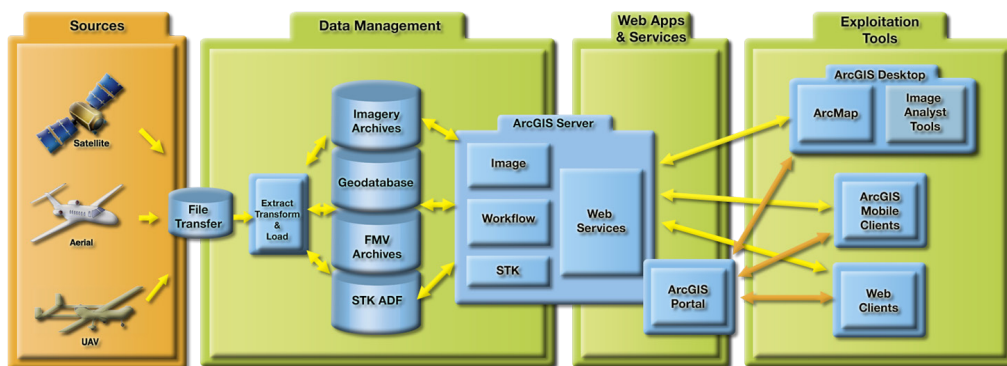 Sources
Data Management
Web Apps
& Services
Exploitation
Tools
Satellite
Aerial
UAV
File
Transfer
Extract
Transform
&
Load
Imagery
Archives
Geodatabase
FMV
Archives
STK ADF
ArcGIS Server
Image
Workflow
STK
Web
Services
ArcGIS
Portal
ArcGIS Desktop
ArcMap
Image
Analyst
Tools
ArcGIS
Mobile
Clients
Web
Clients